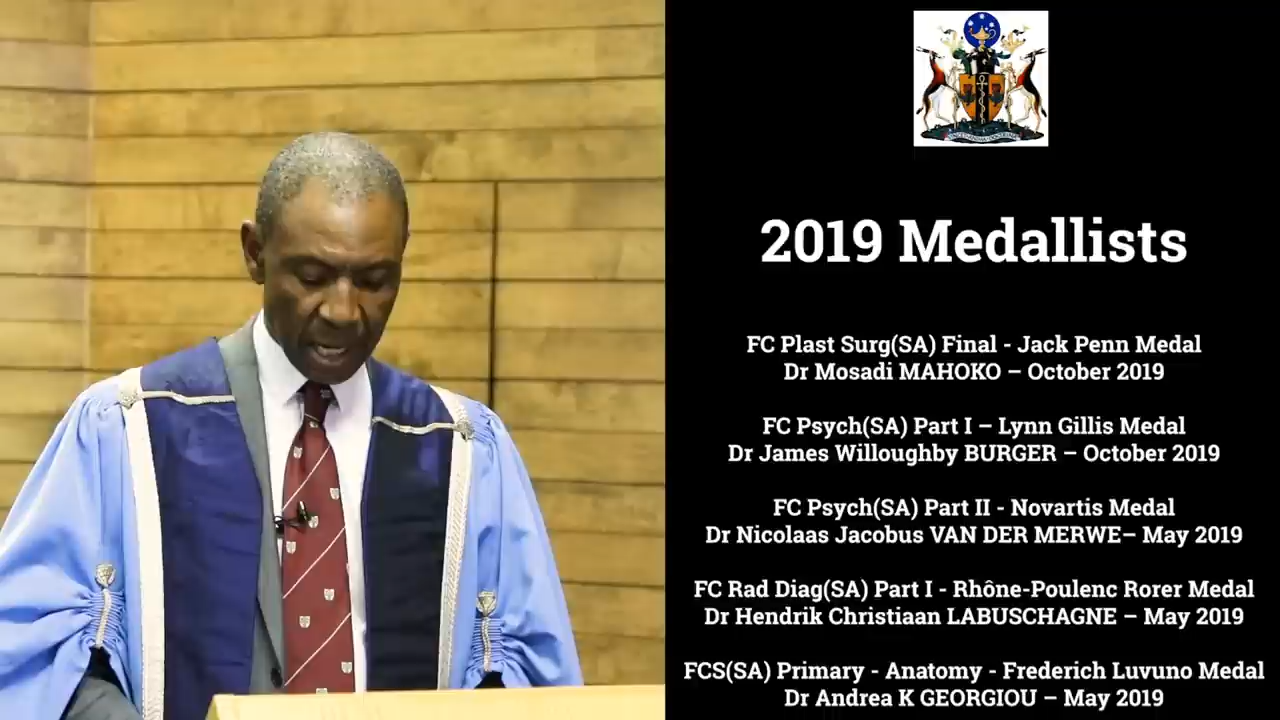 2019 Medallists
FC Plast Surg(SA) Final - Jack Penn Medal
Dr Mosadi MAHOKO – October 2019
FC Psych(SA) Part I – Lynn Gillis Medal
Dr James Willoughby BURGER – October 2019
FC Psych(SA) Part II - Novartis Medal
Dr Nicolaas Jacobus VAN DER MERWE– May 2019
FC Rad Diag(SA) Part I - Rhône-Poulenc Rorer Medal
Dr Hendrik Christiaan LABUSCHAGNE – May 2019
FCS(SA) Primary - Anatomy - Frederich Luvuno Medal
Dr Andrea K GEORGIOU – May 2019